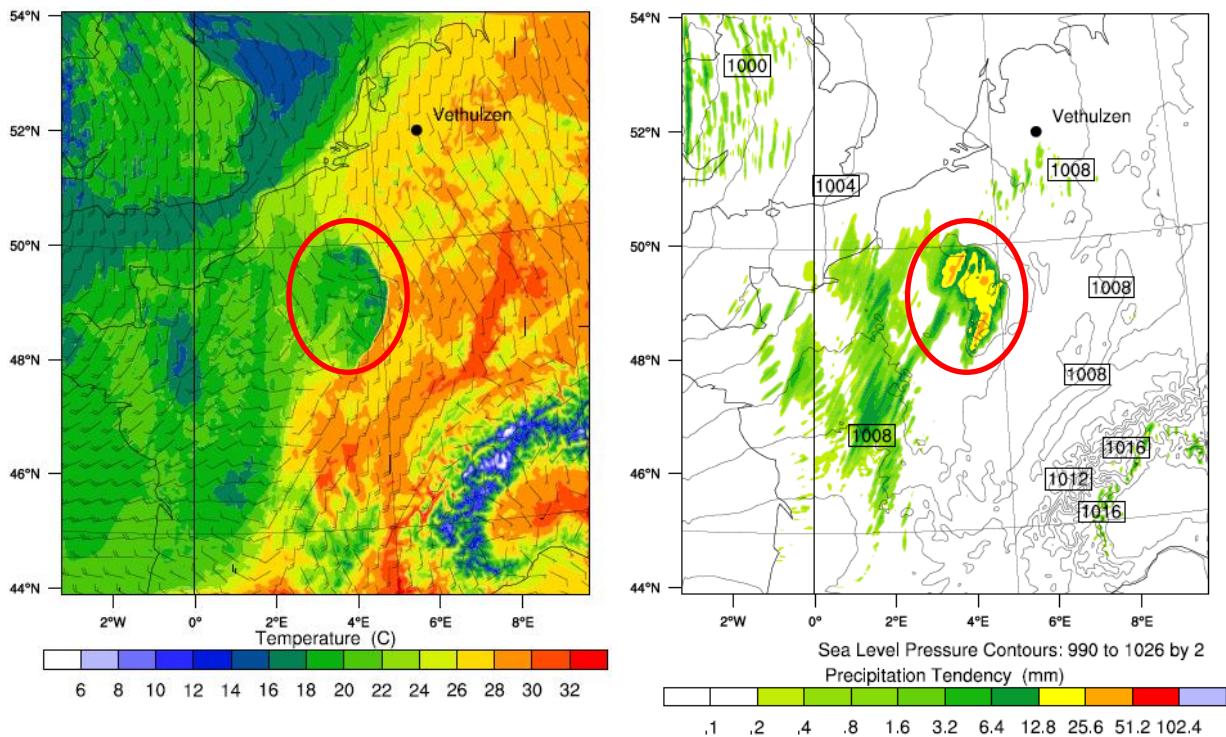 54°N
52°N
50°N
48°N
46°N
44°N
Vethulzen
2°W
0°
2°E
4°E
6°E
8°E
Temperature (C)
6 8 10 12 14 16 18 20 22 24 26 28 30 32
54°N
52°N
50°N
48°N
46°N
44°N
1000
Vethulzen
1008
1004
1008
1008
1008
1016
1012
1016
2°W
0°
2°E
4°E
6°E
8°E
Sea Level Pressure Contours: 990 to 1026 by 2
Precipitation Tendency (mm)
.1 .2 .4 .8 1.6 3.2 6.4 12.8 25.6 51.2 102.4